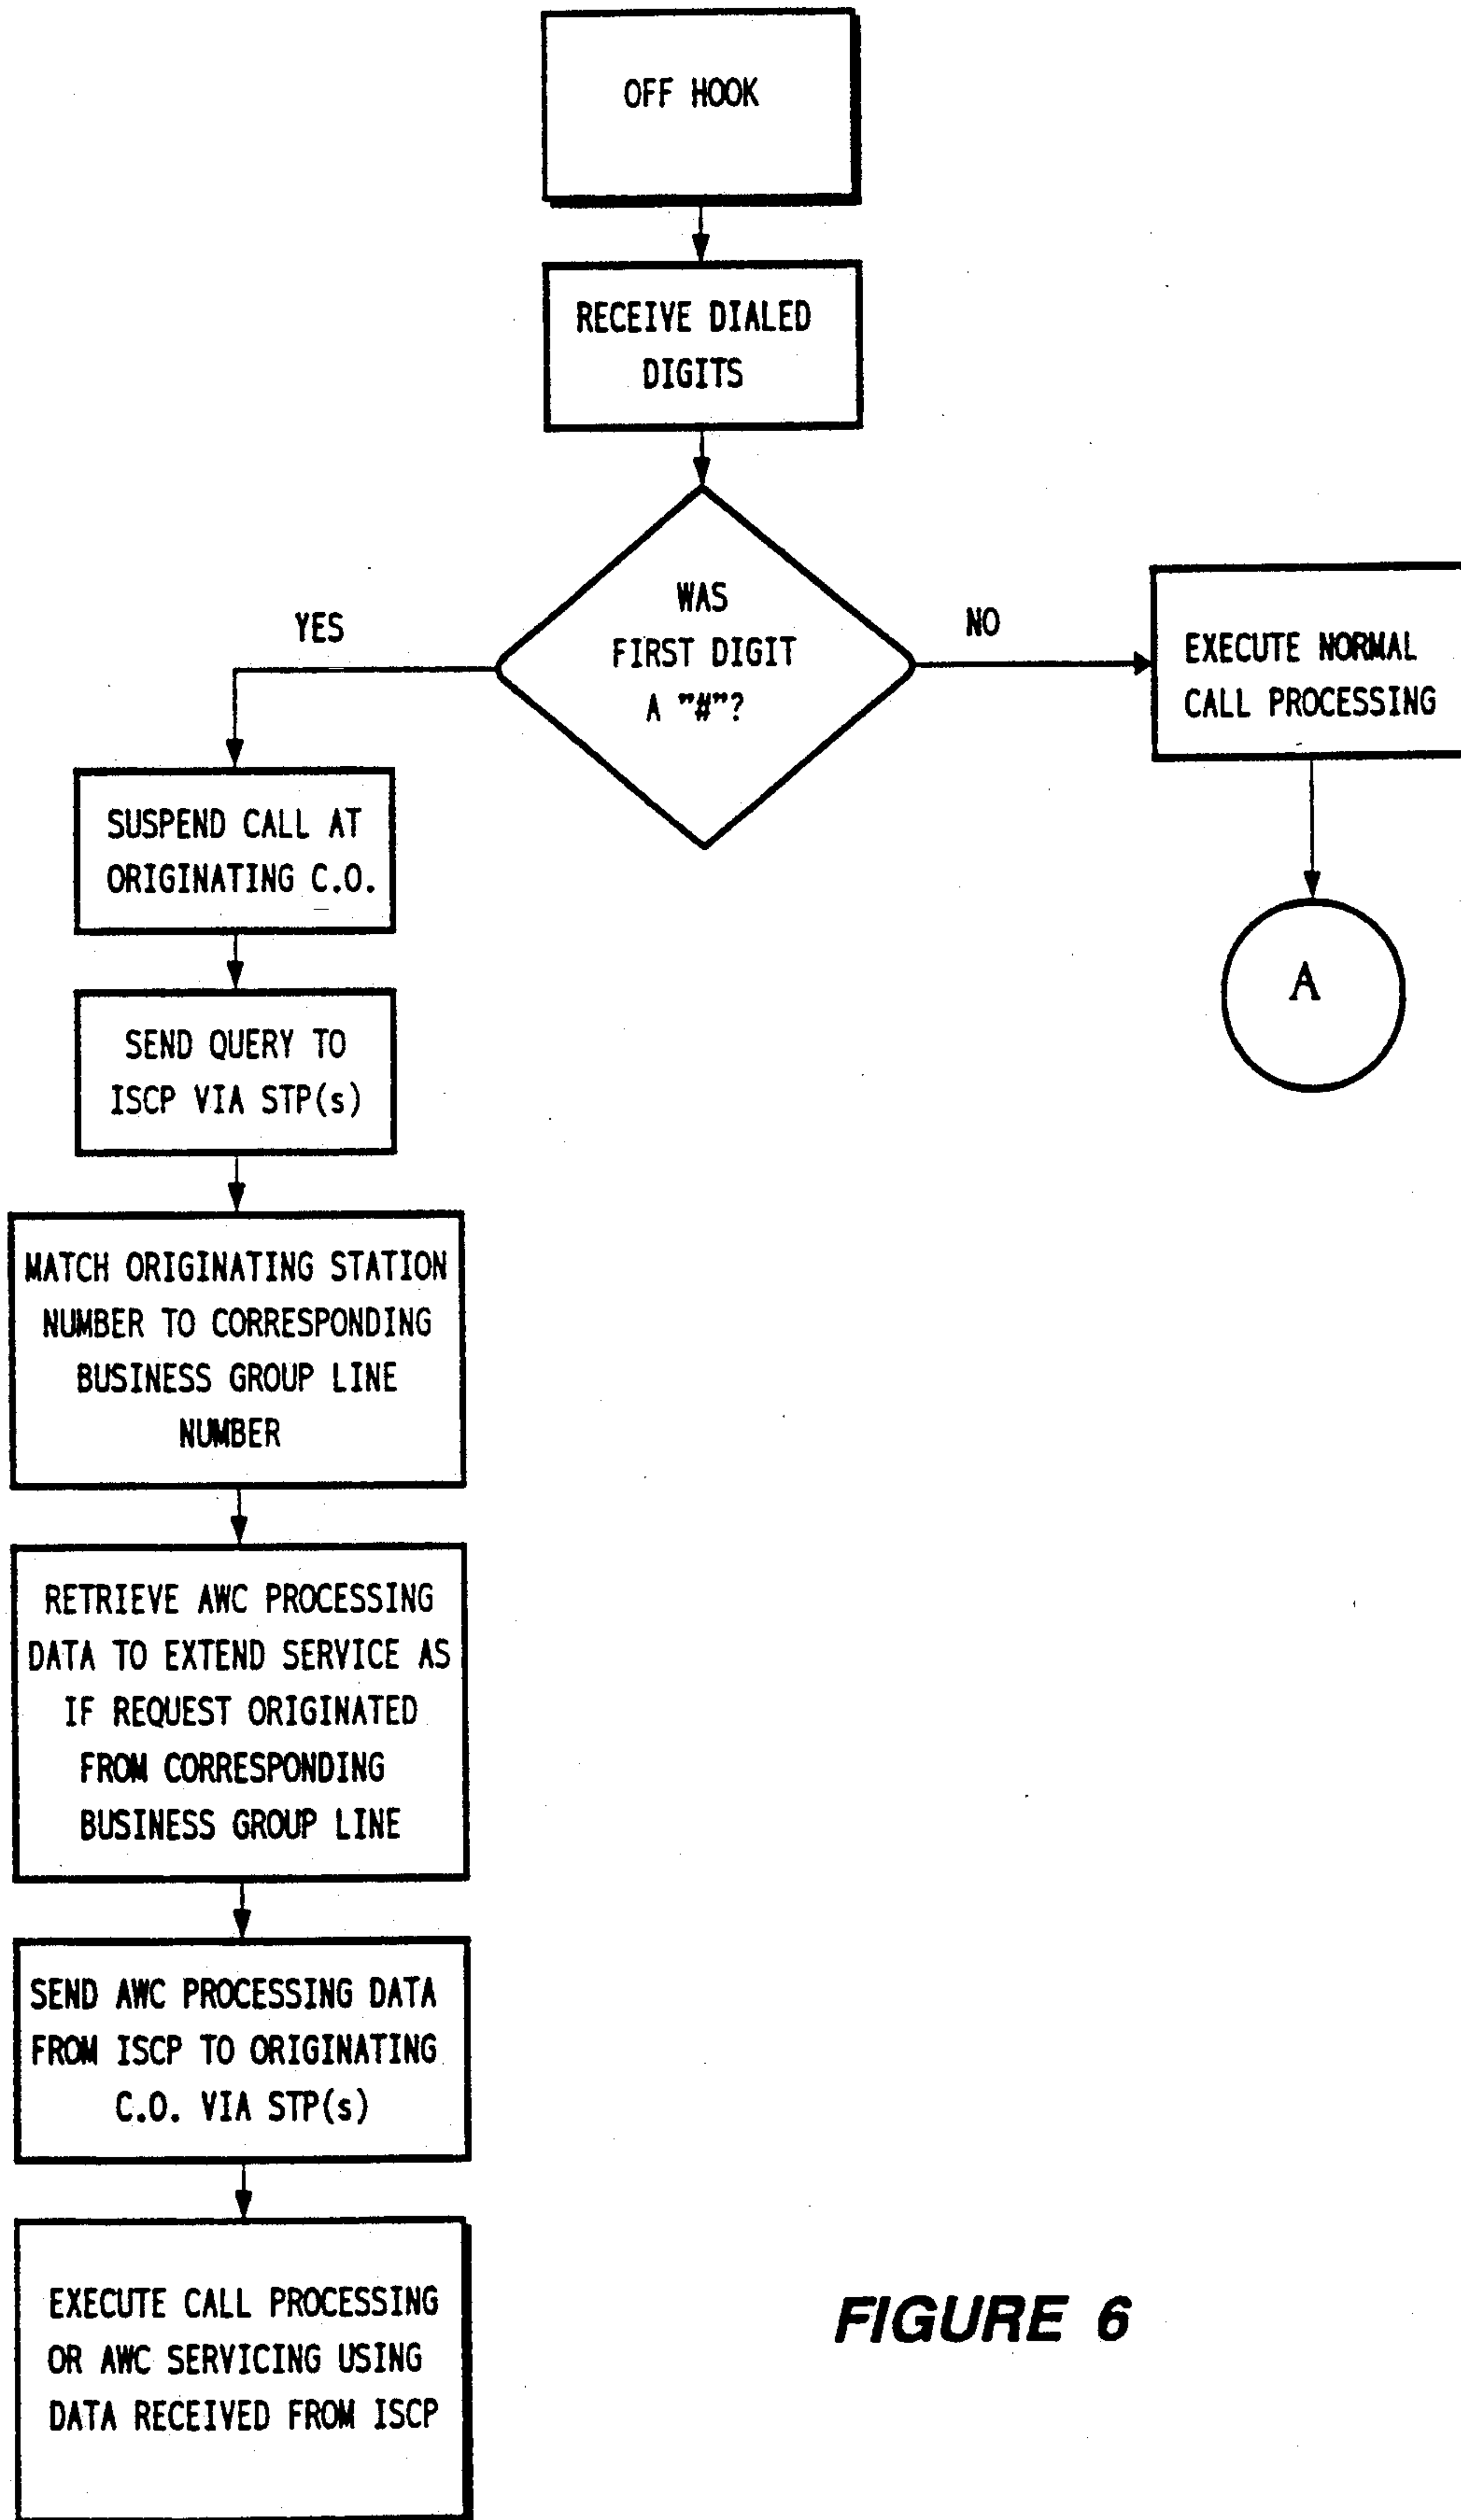 OFF HOOK
RECEIVE DIALED
DIGITS
WAS
FIRST DIGIT
A "#"?
YES
NO
EXECUTE NORMAL
CALL PROCESSING
A
SUSPEND CALL AT
ORIGINATING C.O.
SEND QUERY TO
ISCP VIA STP(s)
MATCH ORIGINATING STATION
NUMBER TO CORRESPONDING
BUSINESS GROUP LINE
NUMBER
RETRIEVE AWC PROCESSING
DATA TO EXTEND SERVICE AS
IF REQUEST ORIGINATED
FROM CORRESPONDING
BUSINESS GROUP LINE
SEND AWC PROCESSING DATA
FROM ISCP TO ORIGINATING
C.O. VIA STP(s)
EXECUTE CALL PROCESSING
OR AWC SERVICING USING
DATA RECEIVED FROM ISCP
FIGURE 6